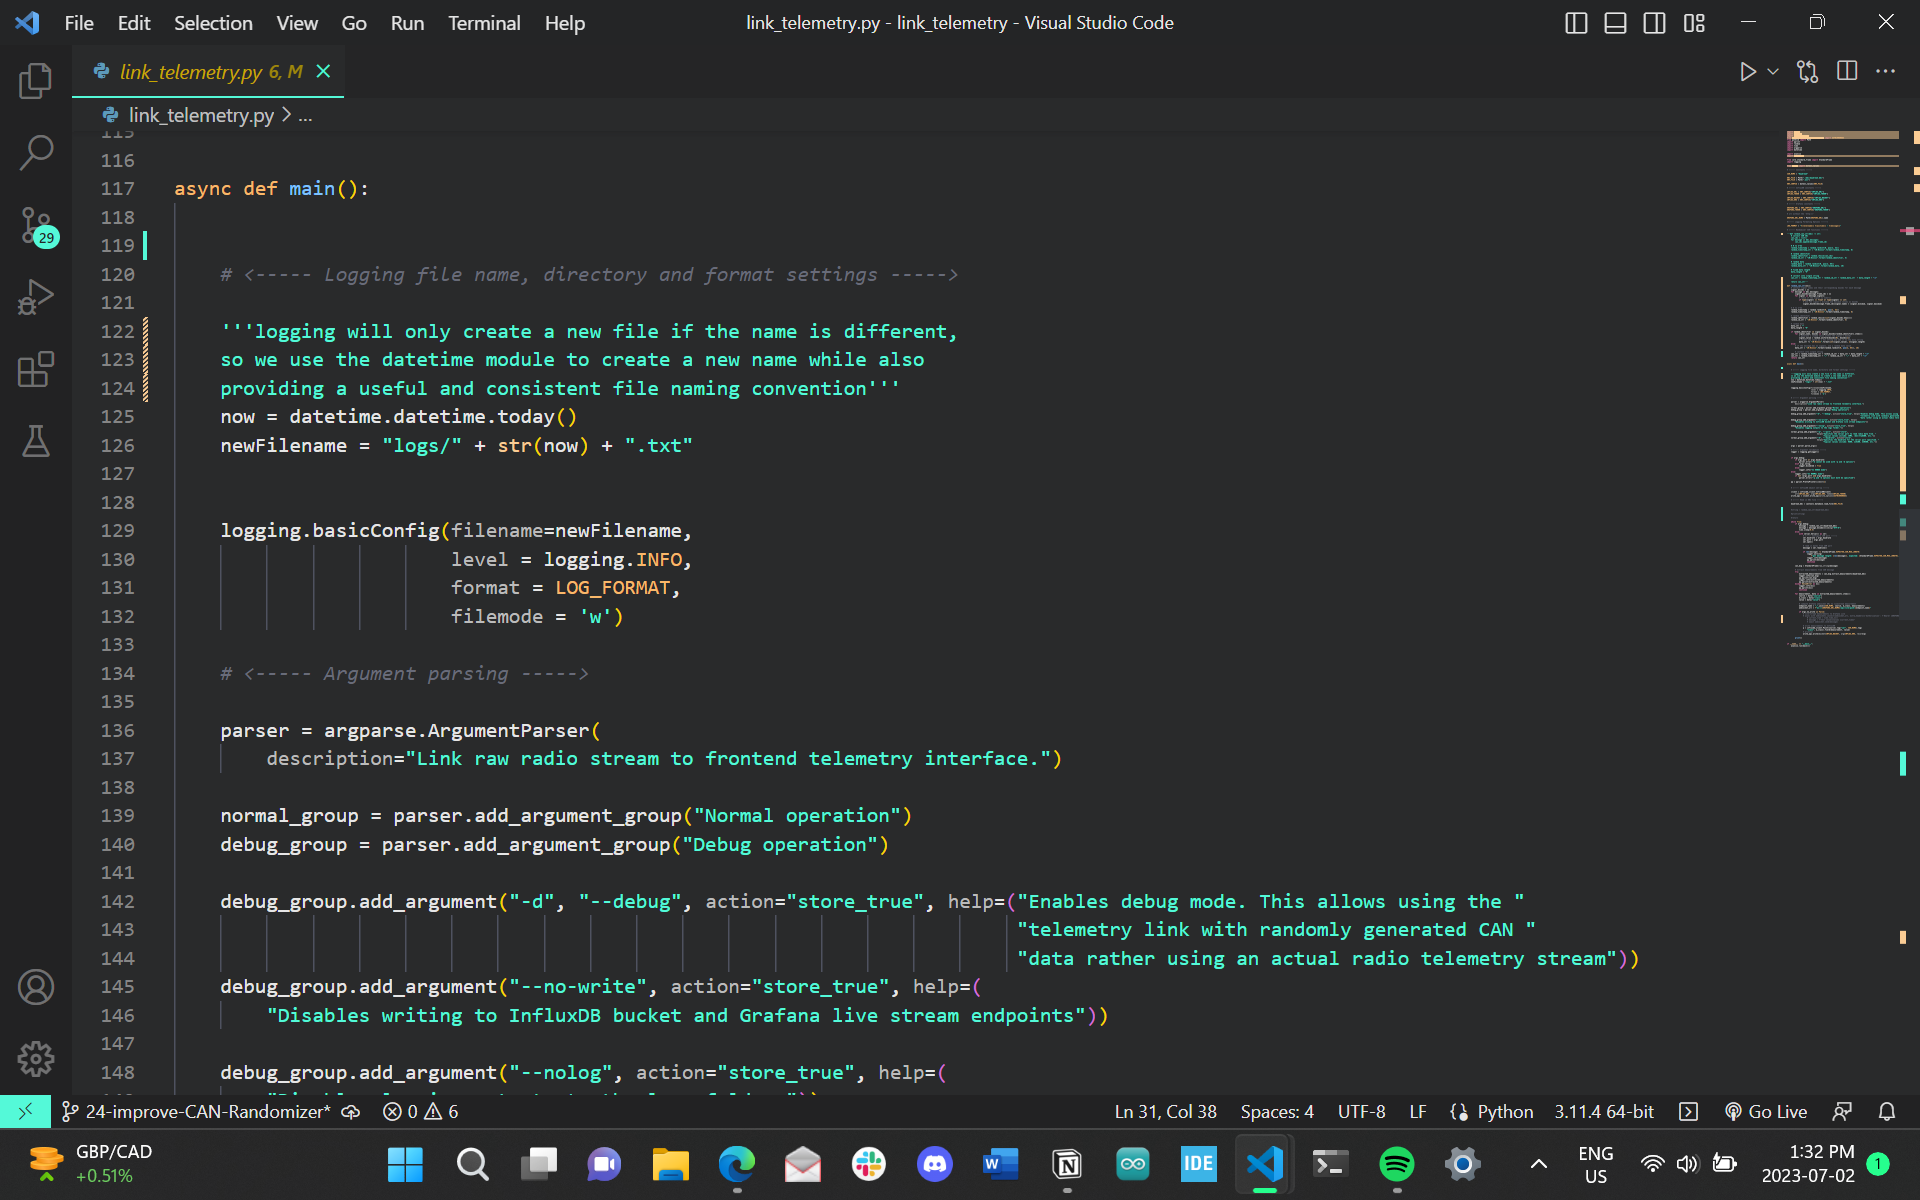 File Edit Selection View Go Run Terminal Help
link_telemetry.py - link_telemetry - Visual Studio Code
link_telemetry.py 6, M
link_telemetry.py > ...
115
116
117 async def main():
118
119
120 # <----- Logging file name, directory and format settings ----->
121
122 '''logging will only create a new file if the name is different,
123 so we use the datetime module to create a new name while also
124 providing a useful and consistent file naming convention'''
125 now = datetime.datetime.today()
126 newFilename = "logs/" + str(now) + ".txt"
127
128
129 logging.basicConfig(filename=newFilename,
130 level = logging.INFO,
131 format = LOG_FORMAT,
132 filemode = 'w')
133
134 # <----- Argument parsing ----->
135
136 parser = argparse.ArgumentParser(
137 description="Link raw radio stream to frontend telemetry interface.")
138
139 normal_group = parser.add_argument_group("Normal operation")
140 debug_group = parser.add_argument_group("Debug operation")
141
142 debug_group.add_argument("-d", "--debug", action="store_true", help=("Enables debug mode. This allows using the "
143 "telemetry link with randomly generated CAN "
144 "data rather using an actual radio telemetry stream"))
145 debug_group.add_argument("--no-write", action="store_true", help=(
146 "Disables writing to InfluxDB bucket and Grafana live stream endpoints"))
147
148 debug_group.add_argument("--nolog", action="store_true", help=(
29
24-improve-CAN-Randomizer* 0 6
Ln 31, Col 38 Spaces: 4 UTF-8 LF Python 3.11.4 64-bit Go Live
GBP/CAD
+0.51%
IDE
ENG
US
1:32 PM
2023-07-02
1